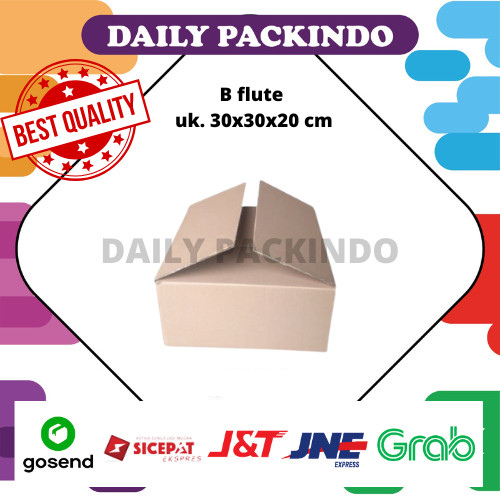 DAILY PACKINDO
BEST QUALITY
B flute
uk. 30x30x20 cm
DAILY PACKINDO
gosend
SICEPAT
EKSPRES
J&T
JNE
EXPRESS
Grab